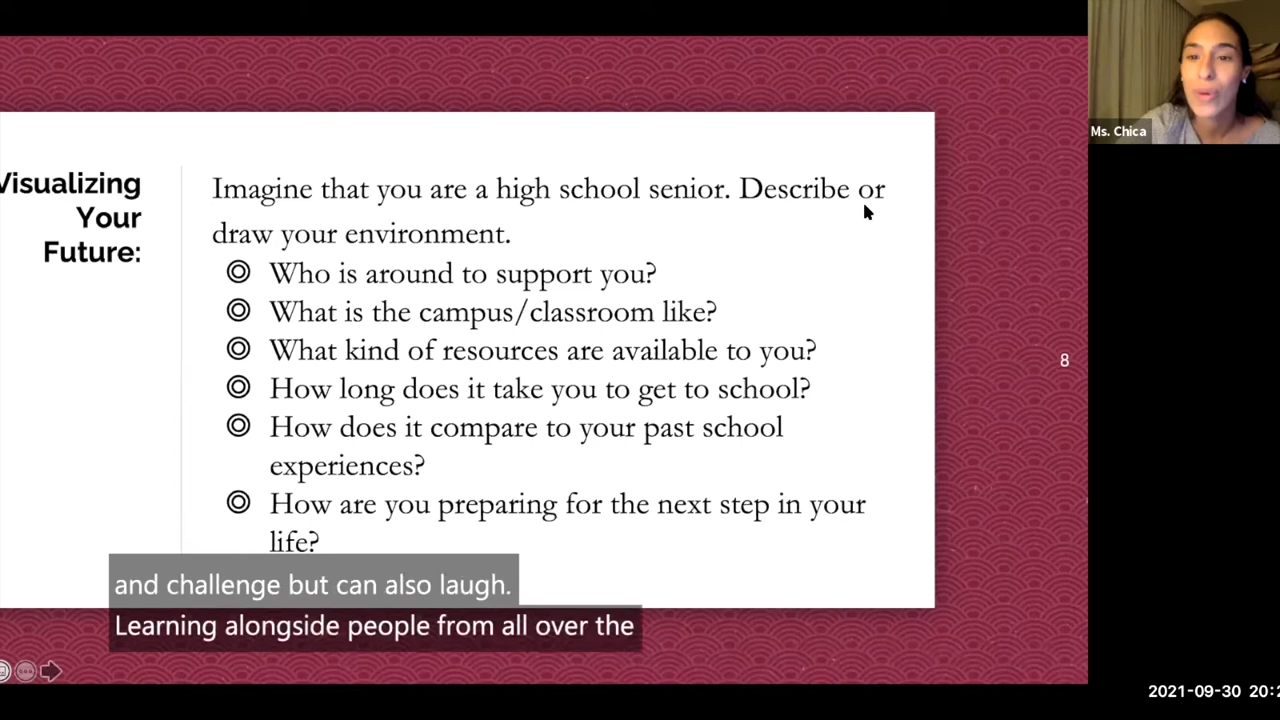 Visualizing
Your
Future:
Imagine that you are a high school senior. Describe or
draw your environment.
Who is around to support you?
What is the campus/classroom like?
What kind of resources are available to you?
How long does it take you to get to school?
How does it compare to your past school
experiences?
How are you preparing for the next step in your
life?
8
and challenge but can also laugh.
Learning alongside people from all over the
Ms. Chica
2021-09-30 20:2